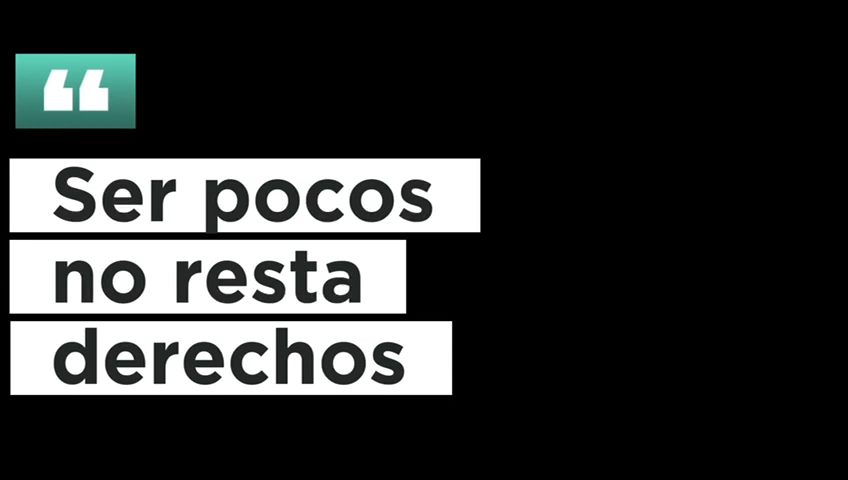 “
Ser pocos
no resta
derechos